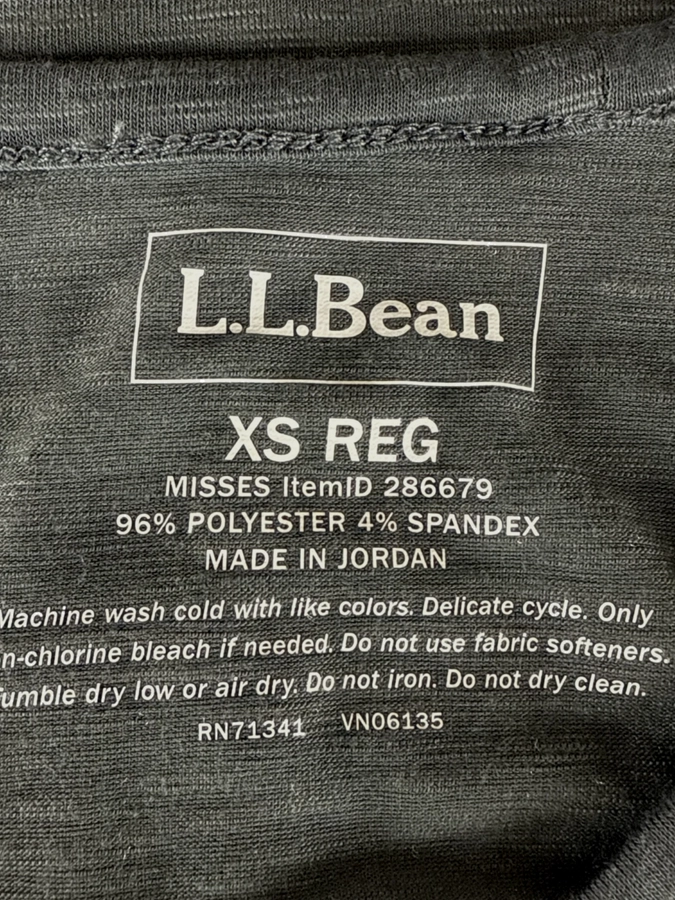 L.L.Bean
XS REG
MISSES ItemID 286679
96% POLYESTER 4% SPANDEX
MADE IN JORDAN
Machine wash cold with like colors. Delicate cycle. Only
n-chlorine bleach if needed. Do not use fabric softeners.
umble dry low or air dry. Do not iron. Do not dry clean.
RN71341 VN06135